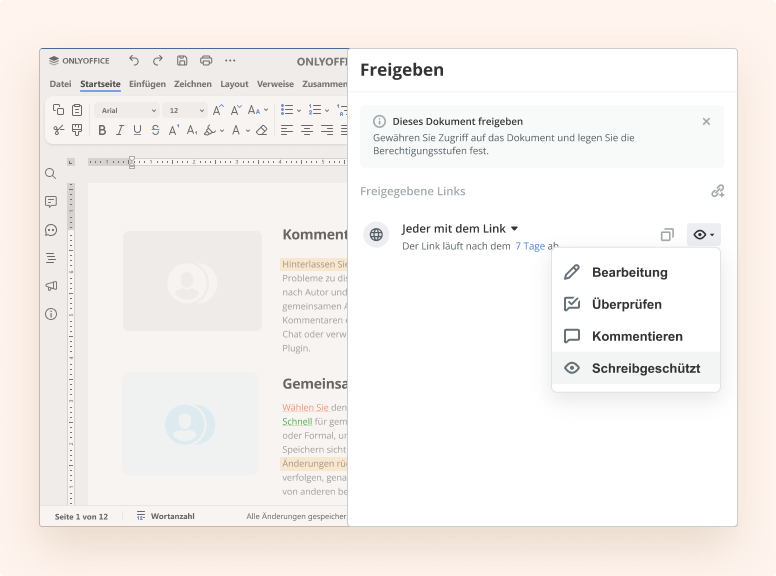 ONLYOFFICE
ONLYOFFI
Datei Startseite Einfügen Zeichnen Layout Verweise Zusammen
Arial 12
Komment
Hinterlassen Sie
Probleme zu dis
nach Autor und
gemeinsamen A
Kommentaren e
Chat oder verw
Plugin.
Gemeinsa
Wählen Sie den
Schnell für gem
oder Formal, un
Speichern sicht
Änderungen rüc
verfolgen, gena
von anderen be
Seite 1 von 12 Wortanzahl Alle Änderungen gespeicher
Freigeben
Dieses Dokument freigeben
Gewähren Sie Zugriff auf das Dokument und legen Sie die
Berechtigungsstufen fest.
Freigegebene Links
Jeder mit dem Link
Der Link läuft nach dem 7 Tage ab
Bearbeitung
Überprüfen
Kommentieren
Schreibgeschützt